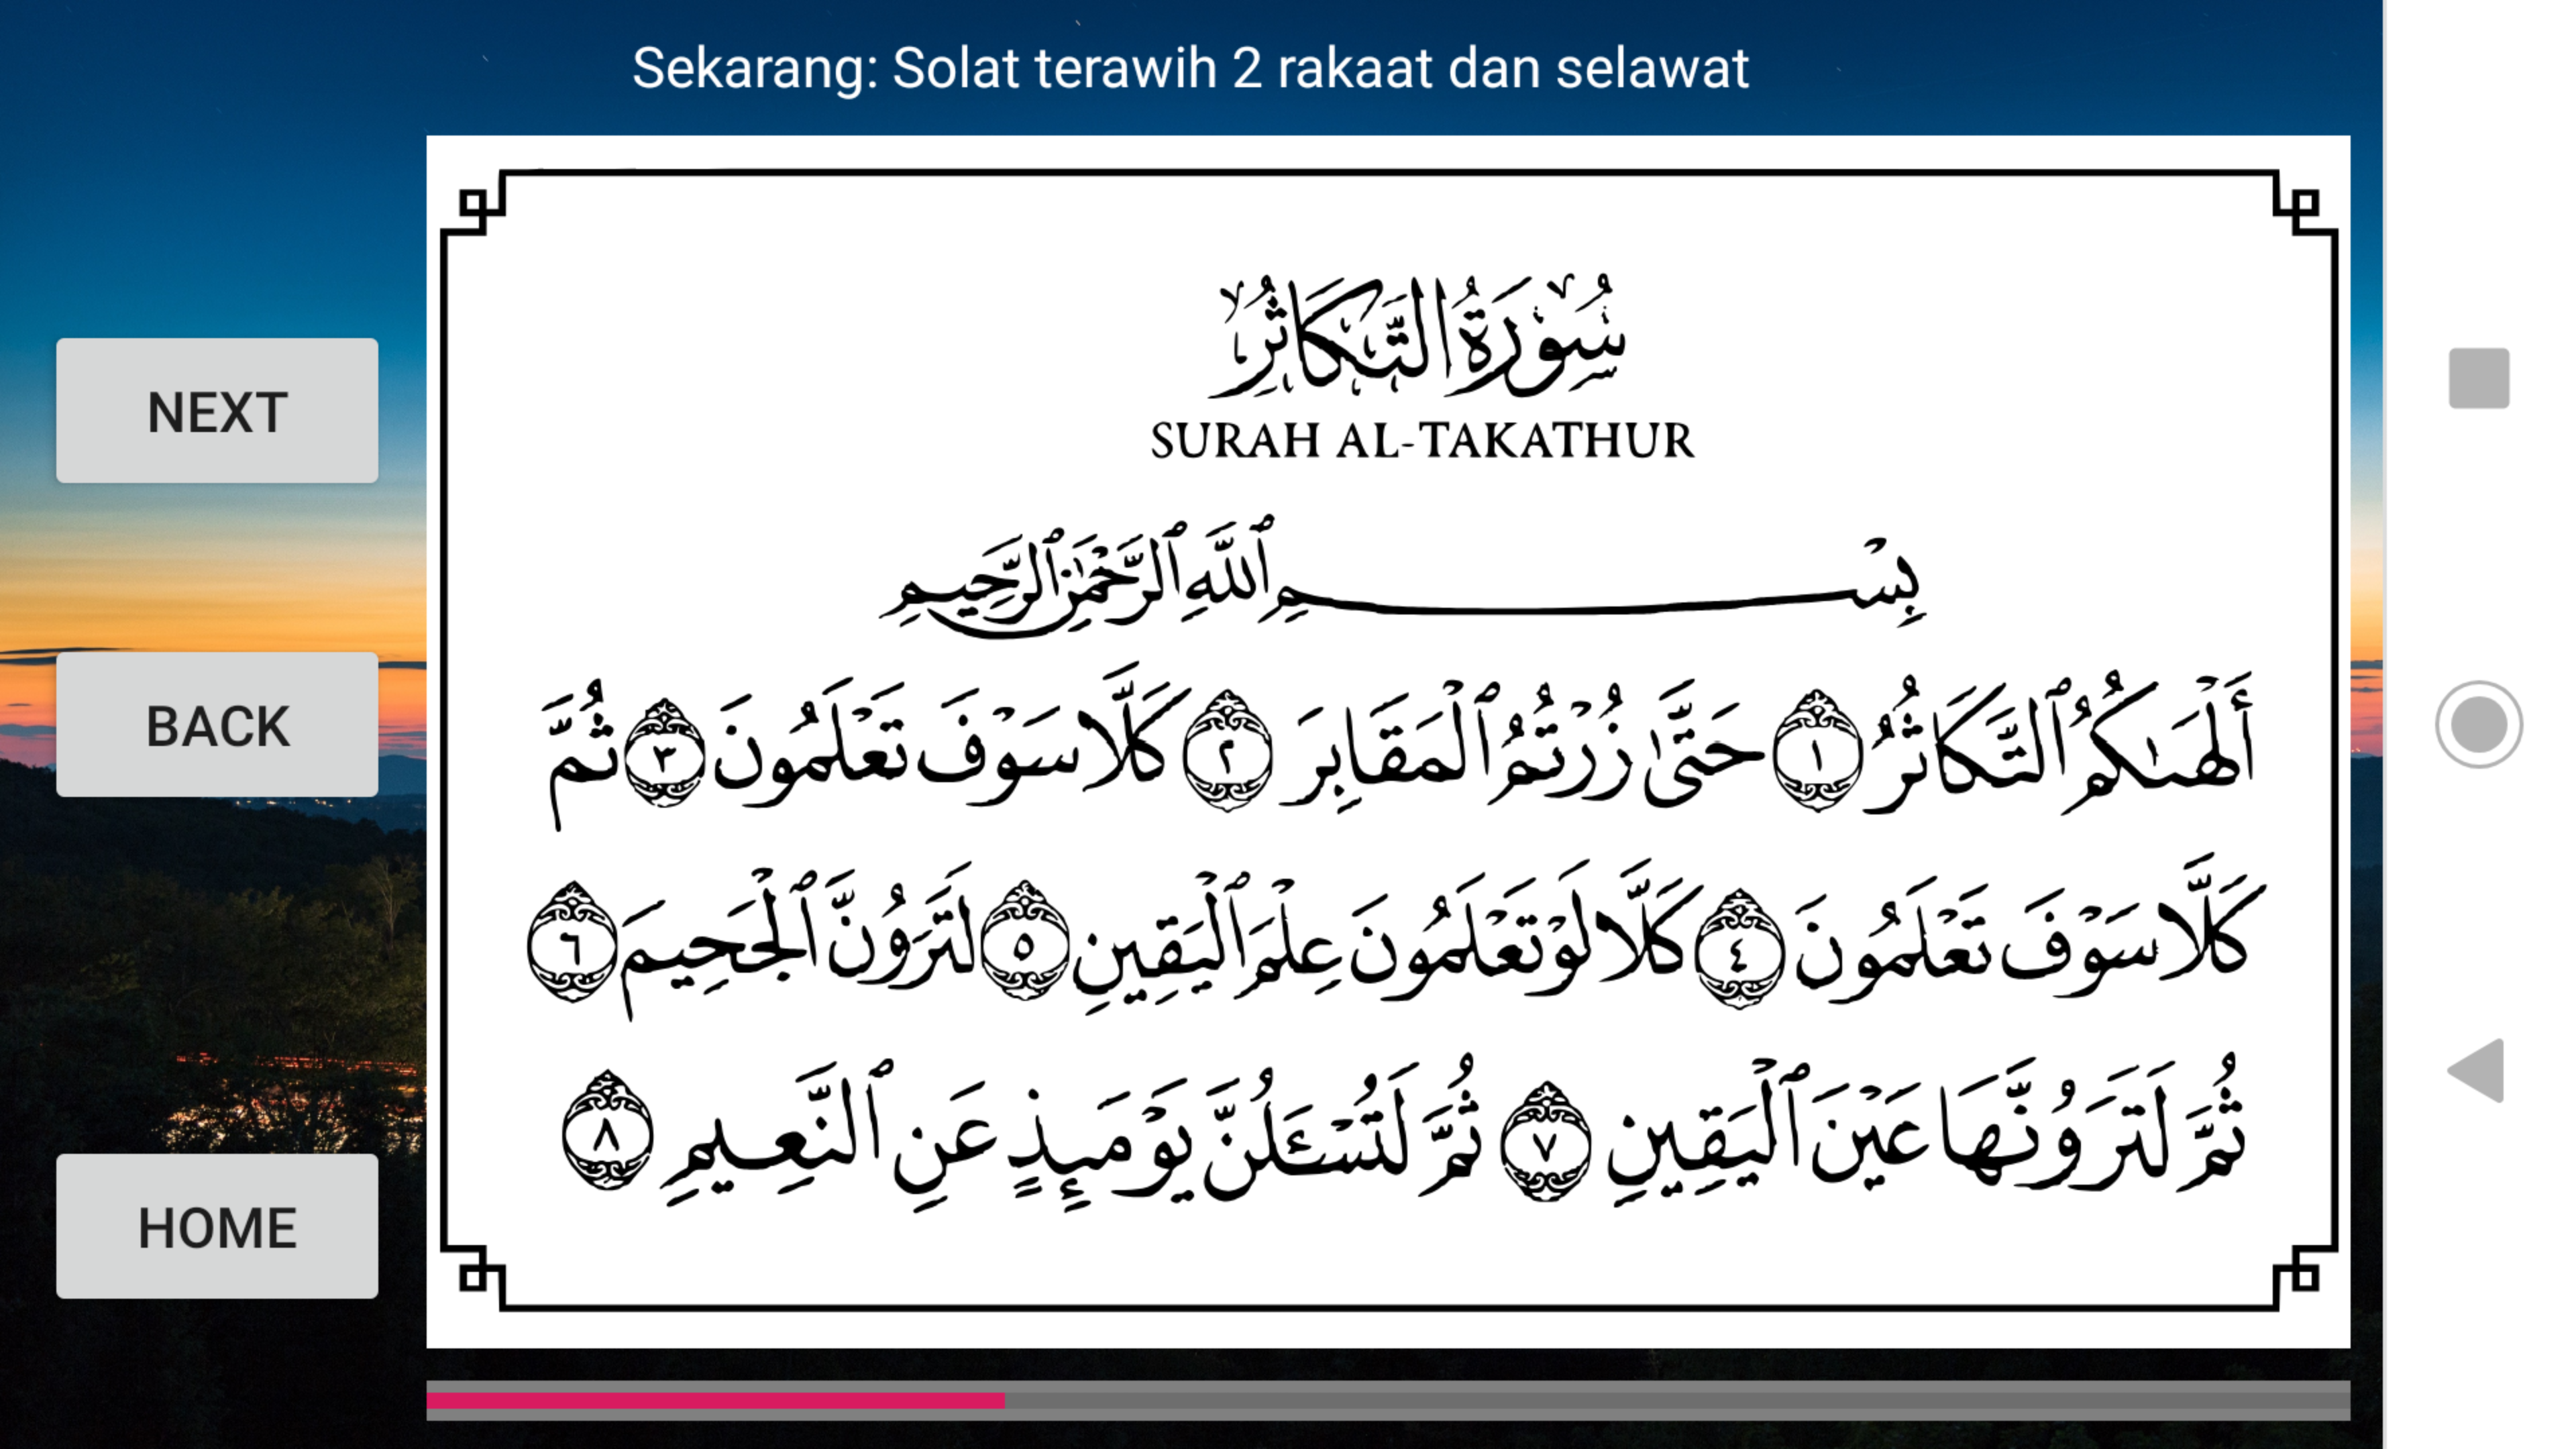 Sekarang: Solat terawih 2 rakaat dan selawat
NEXT
BACK
HOME
سُوْرَةُ التَّكَاثُرُ
SURAH AL-TAKATHUR
بِسْمِ ٱللَّهِ ٱلرَّحْمَٰنِ ٱلرَّحِيمِ
أَلْهَىٰكُمُ ٱلتَّكَاثُرُ ١ حَتَّىٰ زُرْتُمُ ٱلْمَقَابِرَ ٢ كَلَّا سَوْفَ تَعْلَمُونَ ٣ ثُمَّ
كَلَّا سَوْفَ تَعْلَمُونَ ٤ كَلَّا لَوْ تَعْلَمُونَ عِلْمَ ٱلْيَقِينِ ٥ لَتَرَوُنَّ ٱلْجَحِيمَ ٦
ثُمَّ لَتَرَوُنَّهَا عَيْنَ ٱلْيَقِينِ ٧ ثُمَّ لَتُسْـَٔلُنَّ يَوْمَئِذٍ عَنِ ٱلنَّعِيمِ ٨